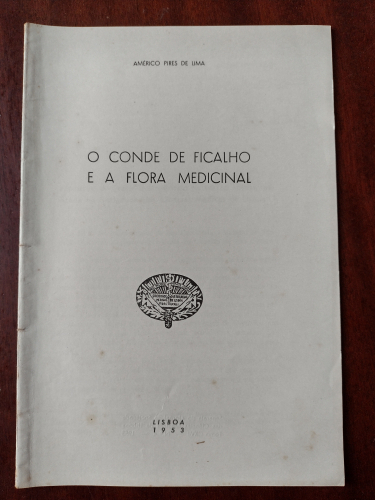 AMÉRICO PIRES DE LIMA
O CONDE DE FICALHO
E A FLORA MEDICINAL
LISBOA
1953